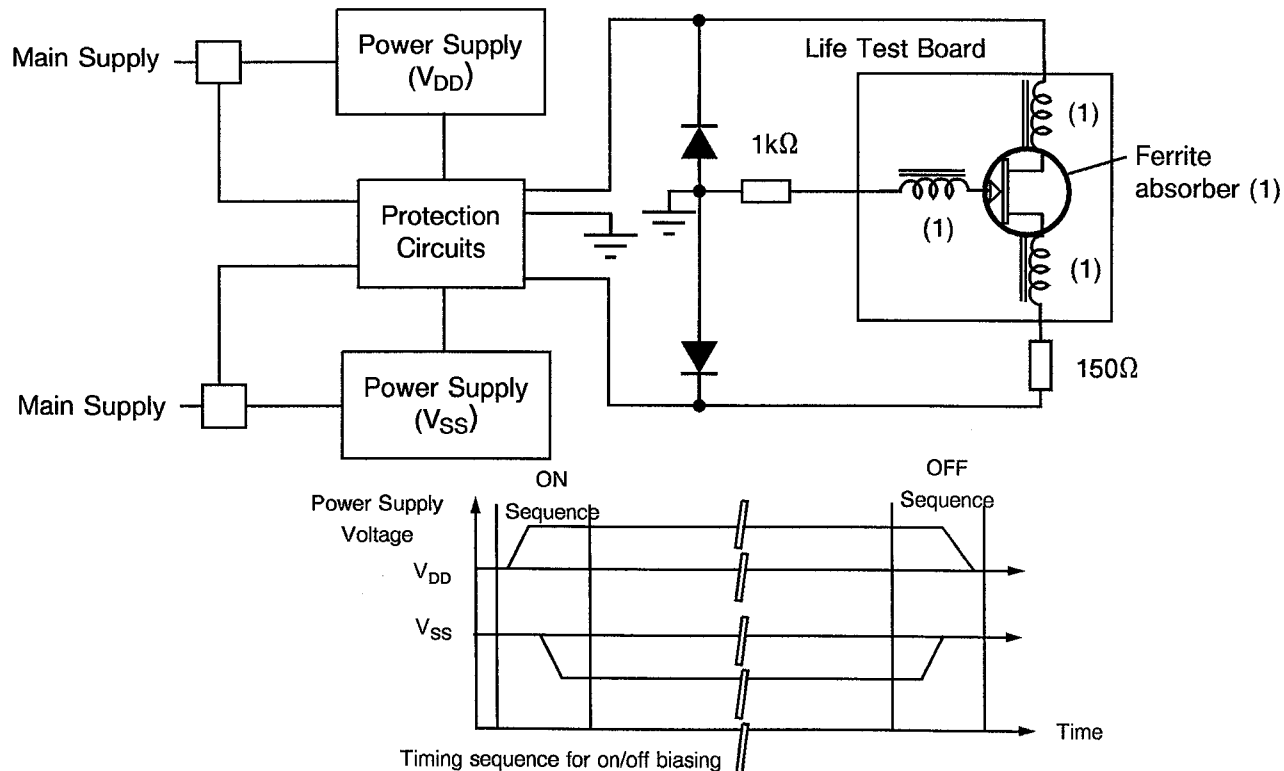 Main Supply
Power Supply
(VDD)
Life Test Board
1kΩ
(1)
Ferrite
absorber (1)
Protection
Circuits
(1)
(1)
150Ω
Main Supply
Power Supply
(VSS)
ON
Sequence
OFF
Sequence
Power Supply
Voltage
VDD
VSS
Time
Timing sequence for on/off biasing